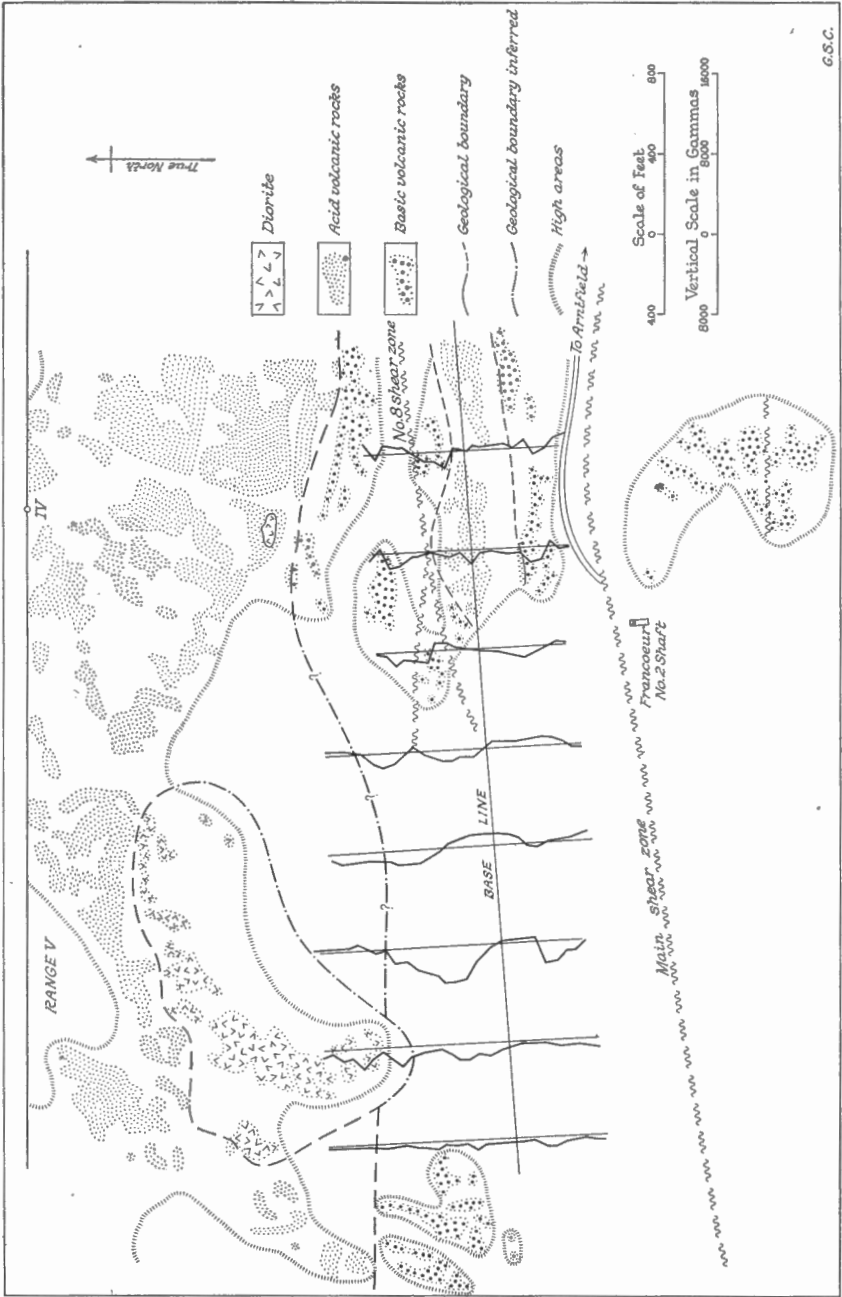 G.S.C.
True North
Diorite
Acid volcanic rocks
Basic volcanic rocks
Geological boundary
Geological boundary inferred
High areas
Scale of Feet
400 0 400 800
Vertical Scale in Gammas
8000 0 8000 16000
IV
RANGE V
No.8 shear zone
To Arntfield
?
?
?
BASE LINE
Francoeur
No.2 Shaft
Main shear zone